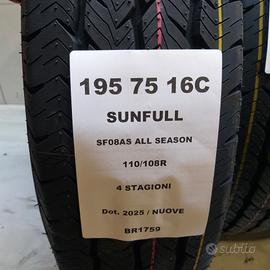 195 75 16C
SUNFULL
SF08AS ALL SEASON
110/108R
4 STAGIONI
Dot. 2025 / NUOVE
BR1759
subito